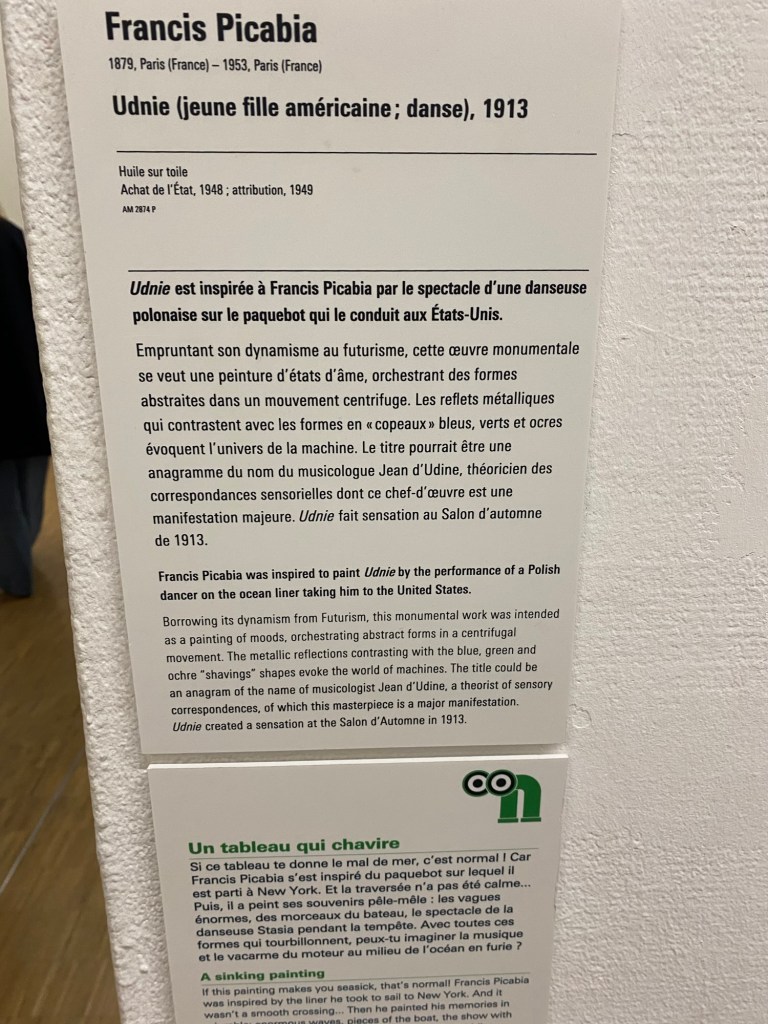 Francis Picabia
1879, Paris (France) – 1953, Paris (France)
Udnie (jeune fille américaine ; danse), 1913
Huile sur toile
Achat de l'État, 1948 ; attribution, 1949
AM 2874 P
Udnie est inspirée à Francis Picabia par le spectacle d'une danseuse
polonaise sur le paquebot qui le conduit aux États-Unis.
Empruntant son dynamisme au futurisme, cette œuvre monumentale
se veut une peinture d'états d'âme, orchestrant des formes
abstraites dans un mouvement centrifuge. Les reflets métalliques
qui contrastent avec les formes en « copeaux » bleus, verts et ocres
évoquent l'univers de la machine. Le titre pourrait être une
anagramme du nom du musicologue Jean d'Udine, théoricien des
correspondances sensorielles dont ce chef-d'œuvre est une
manifestation majeure. Udnie fait sensation au Salon d'automne
de 1913.
Francis Picabia was inspired to paint Udnie by the performance of a Polish
dancer on the ocean liner taking him to the United States.
Borrowing its dynamism from Futurism, this monumental work was intended
as a painting of moods, orchestrating abstract forms in a centrifugal
movement. The metallic reflections contrasting with the blue, green and
ochre "shavings" shapes evoke the world of machines. The title could be
an anagram of the name of musicologist Jean d'Udine, a theorist of sensory
correspondences, of which this masterpiece is a major manifestation.
Udnie created a sensation at the Salon d'Automne in 1913.
Un tableau qui chavire
Si ce tableau te donne le mal de mer, c'est normal ! Car
Francis Picabia s'est inspiré du paquebot sur lequel il
est parti à New York. Et la traversée n'a pas été calme...
Puis, il a peint ses souvenirs pêle-mêle : les vagues
énormes, des morceaux du bateau, le spectacle de la
danseuse Stasia pendant la tempête. Avec toutes ces
formes qui tourbillonnent, peux-tu imaginer la musique
et le vacarme du moteur au milieu de l'océan en furie ?
A sinking painting
If this painting makes you seasick, that's normal! Francis Picabia
was inspired by the liner he took to sail to New York. And it
wasn't a smooth crossing... Then he painted his memories in
enormous waves, pieces of the boat, the show with